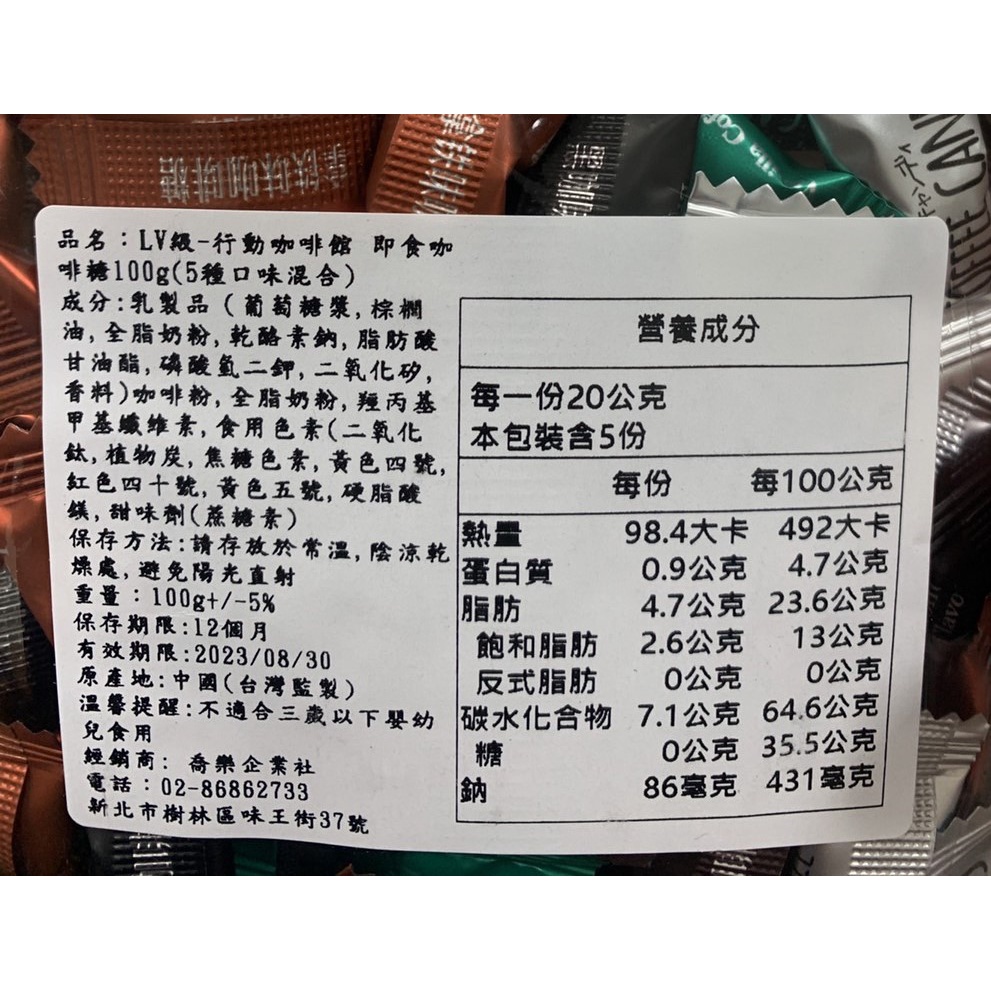 拿鐵味咖啡糖
COFFEE CAN
品名：LV級-行動咖啡館 即食咖
啡糖100g(5種口味混合)
成分:乳製品(葡萄糖漿,棕櫚
油,全脂奶粉,乾酪素鈉,脂肪酸
甘油酯,磷酸氫二鉀,二氧化矽,
香料)咖啡粉,全脂奶粉,羥丙基
甲基纖維素,食用色素(二氧化
鈦,植物炭,焦糖色素,黃色四號,
紅色四十號,黃色五號,硬脂酸
鎂,甜味劑(蔗糖素)
保存方法:請存放於常溫,陰涼乾
燥處,避免陽光直射
重量：100g+/-5%
保存期限:12個月
有效期限:2023/08/30
原產地:中國(台灣監製)
溫馨提醒:不適合三歲以下嬰幼
兒食用
經銷商：喬樂企業社
電話：02-86862733
新北市樹林區味王街37號
營養成分
每一份20公克
本包裝含5份
每份 每100公克
熱量 98.4大卡 492大卡
蛋白質 0.9公克 4.7公克
脂肪 4.7公克 23.6公克
飽和脂肪 2.6公克 13公克
反式脂肪 0公克 0公克
碳水化合物 7.1公克 64.6公克
糖 0公克 35.5公克
鈉 86毫克 431毫克